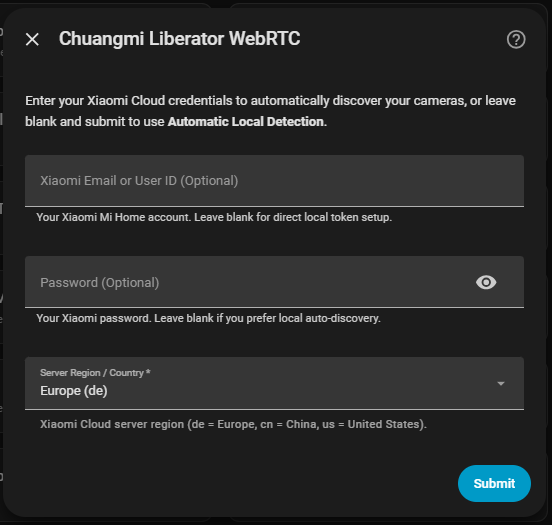 Chuangmi Liberator WebRTC
Enter your Xiaomi Cloud credentials to automatically discover your cameras, or leave
blank and submit to use Automatic Local Detection.
Xiaomi Email or User ID (Optional)
Your Xiaomi Mi Home account. Leave blank for direct local token setup.
Password (Optional)
Your Xiaomi password. Leave blank if you prefer local auto-discovery.
Server Region / Country *
Europe (de)
Xiaomi Cloud server region (de = Europe, cn = China, us = United States).
Submit